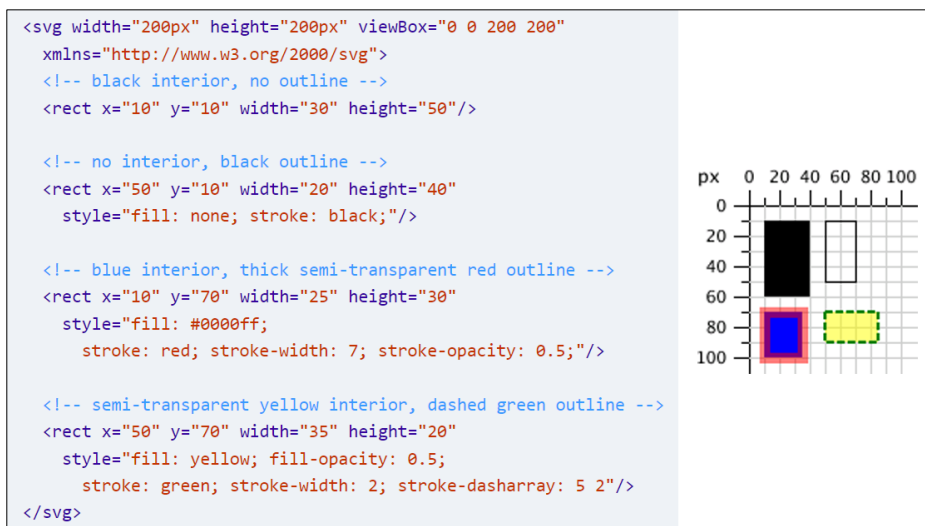 <svg width="200px" height="200px" viewBox="0 0 200 200"
xmlns="http://www.w3.org/2000/svg">
<!-- black interior, no outline -->
<rect x="10" y="10" width="30" height="50"/>
<!-- no interior, black outline -->
<rect x="50" y="10" width="20" height="40"
style="fill: none; stroke: black;"/>
<!-- blue interior, thick semi-transparent red outline -->
<rect x="10" y="70" width="25" height="30"
style="fill: #0000ff;
stroke: red; stroke-width: 7; stroke-opacity: 0.5;"/>
<!-- semi-transparent yellow interior, dashed green outline -->
<rect x="50" y="70" width="35" height="20"
style="fill: yellow; fill-opacity: 0.5;
stroke: green; stroke-width: 2; stroke-dasharray: 5 2"/>
</svg>
px 0 20 40 60 80 100
0
20
40
60
80
100